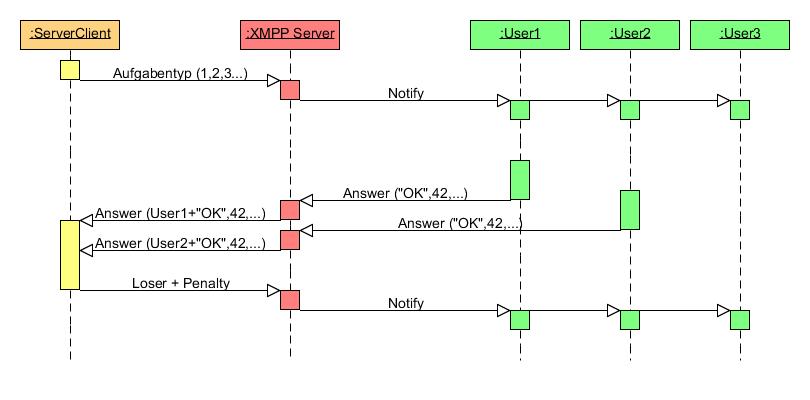 :ServerClient
:XMPP Server
:User1
:User2
:User3
Aufgabentyp (1,2,3...)
Notify
Answer ("OK",42,...)
Answer (User1+"OK",42,...)
Answer ("OK",42,...)
Answer (User2+"OK",42,...)
Loser + Penalty
Notify